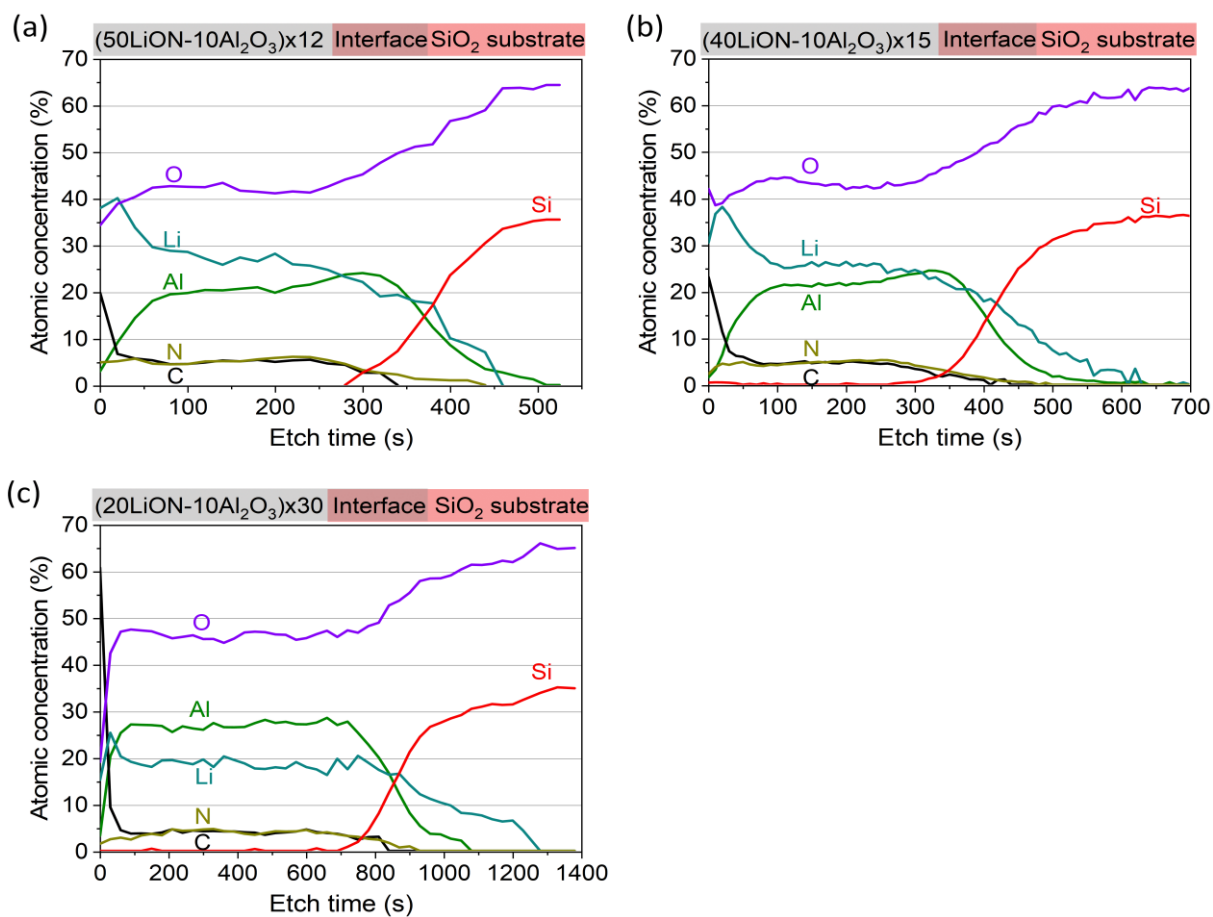 (a)
(50LiON-10Al₂O₃)x12 Interface SiO₂ substrate
Atomic concentration (%)
70
60
50
40
30
20
10
0
O
Li
Al
N
C
Si
0 100 200 300 400 500
Etch time (s)
(b)
(40LiON-10Al₂O₃)x15 Interface SiO₂ substrate
Atomic concentration (%)
70
60
50
40
30
20
10
0
O
Si
Li
Al
N
C
0 100 200 300 400 500 600 700
Etch time (s)
(c)
(20LiON-10Al₂O₃)x30 Interface SiO₂ substrate
Atomic concentration (%)
70
60
50
40
30
20
10
0
O
Si
Al
Li
N
C
0 200 400 600 800 1000 1200 1400
Etch time (s)